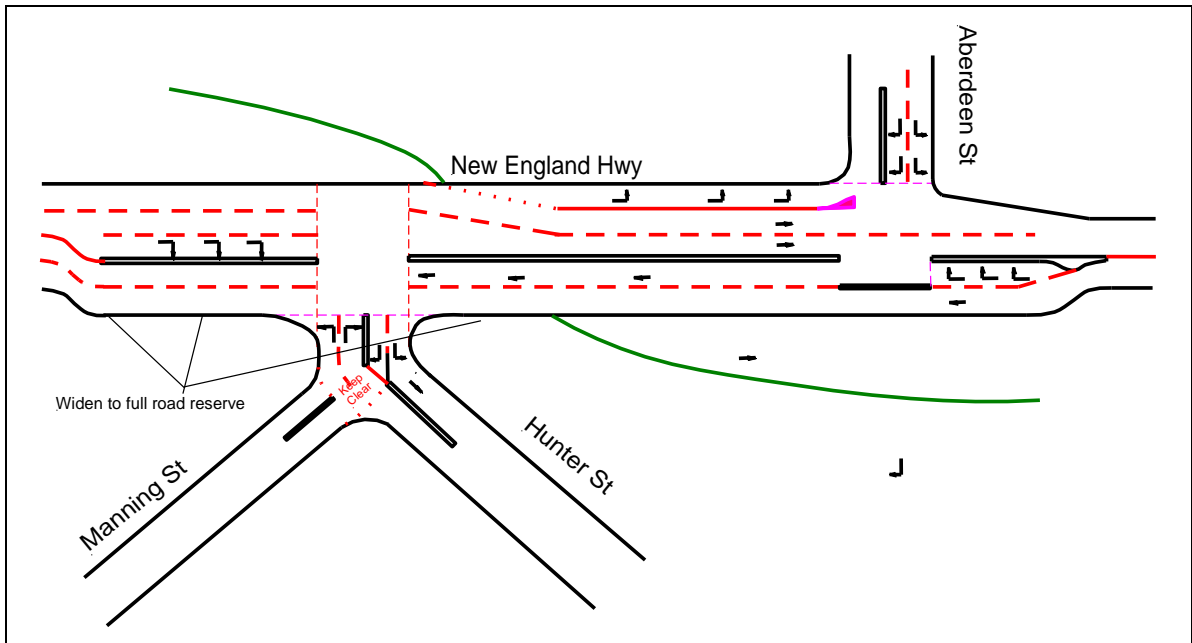 Aberdeen St
New England Hwy
Keep
Clear
Widen to full road reserve
Manning St
Hunter St